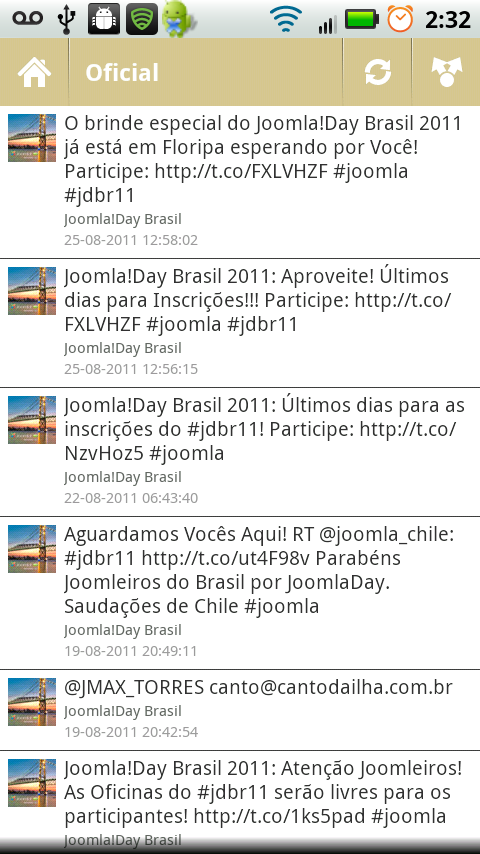 2:32
Oficial
O brinde especial do Joomla!Day Brasil 2011
já está em Floripa esperando por Você!
Participe: http://t.co/FXLVHZF #joomla
#jdbr11
Joomla!Day Brasil
25-08-2011 12:58:02
Joomla!Day Brasil 2011: Aproveite! Últimos
dias para Inscrições!!! Participe: http://t.co/
FXLVHZF #joomla #jdbr11
Joomla!Day Brasil
25-08-2011 12:56:15
Joomla!Day Brasil 2011: Últimos dias para as
inscrições do #jdbr11! Participe: http://t.co/
NzvHoz5 #joomla
Joomla!Day Brasil
22-08-2011 06:43:40
Aguardamos Vocês Aqui! RT @joomla_chile:
#jdbr11 http://t.co/ut4F98v Parabéns
Joomleiros do Brasil por JoomlaDay.
Saudações de Chile #joomla
Joomla!Day Brasil
19-08-2011 20:49:11
@JMAX_TORRES canto@cantodailha.com.br
Joomla!Day Brasil
19-08-2011 20:42:54
Joomla!Day Brasil 2011: Atenção Joomleiros!
As Oficinas do #jdbr11 serão livres para os
participantes! http://t.co/1ks5pad #joomla
Joomla!Day Brasil